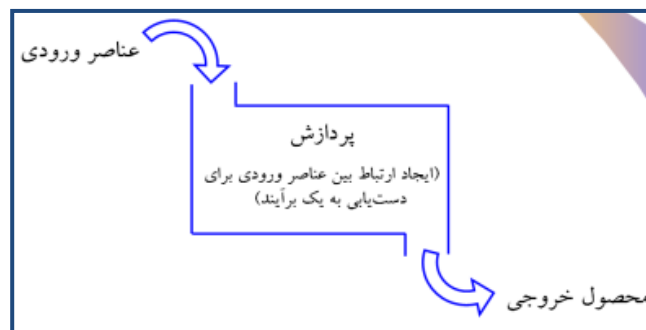 عناصر ورودی
پردازش
(ایجاد ارتباط بین عناصر ورودی برای
دست‌یابی به یک برآیند)
محصول خروجی